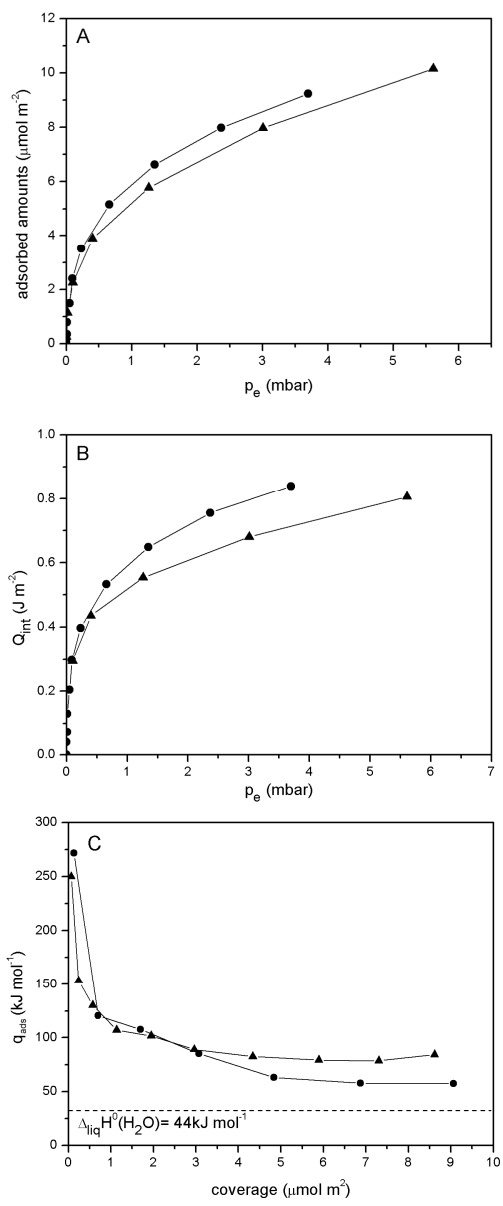 A
adsorbed amounts (μmol m⁻²)
12
10
8
6
4
2
0
0 1 2 3 4 5 6
pₑ (mbar)
B
Q_int (J m⁻²)
1.0
0.8
0.6
0.4
0.2
0.0
0 1 2 3 4 5 6 7
pₑ (mbar)
C
q_ads (kJ mol⁻¹)
300
250
200
150
100
50
0
Δ_liqH⁰(H₂O)= 44kJ mol⁻¹
0 1 2 3 4 5 6 7 8 9 10
coverage (μmol m²)